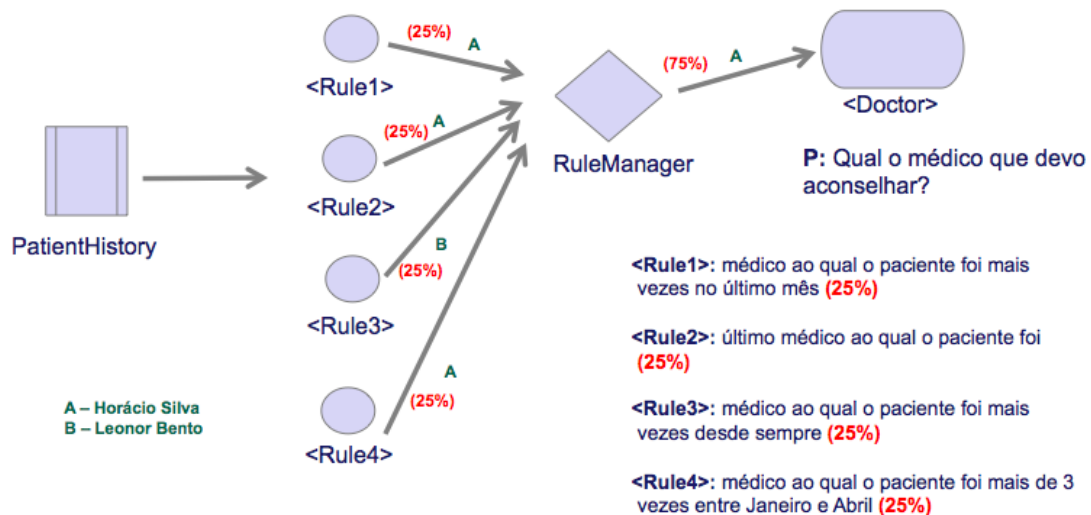 (25%)
A
<Rule1>
(25%)
A
<Rule2>
PatientHistory
B
(25%)
<Rule3>
A
(25%)
<Rule4>
A – Horácio Silva
B – Leonor Bento
RuleManager
(75%)
A
<Doctor>
P: Qual o médico que devo
aconselhar?
<Rule1>: médico ao qual o paciente foi mais
vezes no último mês (25%)
<Rule2>: último médico ao qual o paciente foi
(25%)
<Rule3>: médico ao qual o paciente foi mais
vezes desde sempre (25%)
<Rule4>: médico ao qual o paciente foi mais de 3
vezes entre Janeiro e Abril (25%)